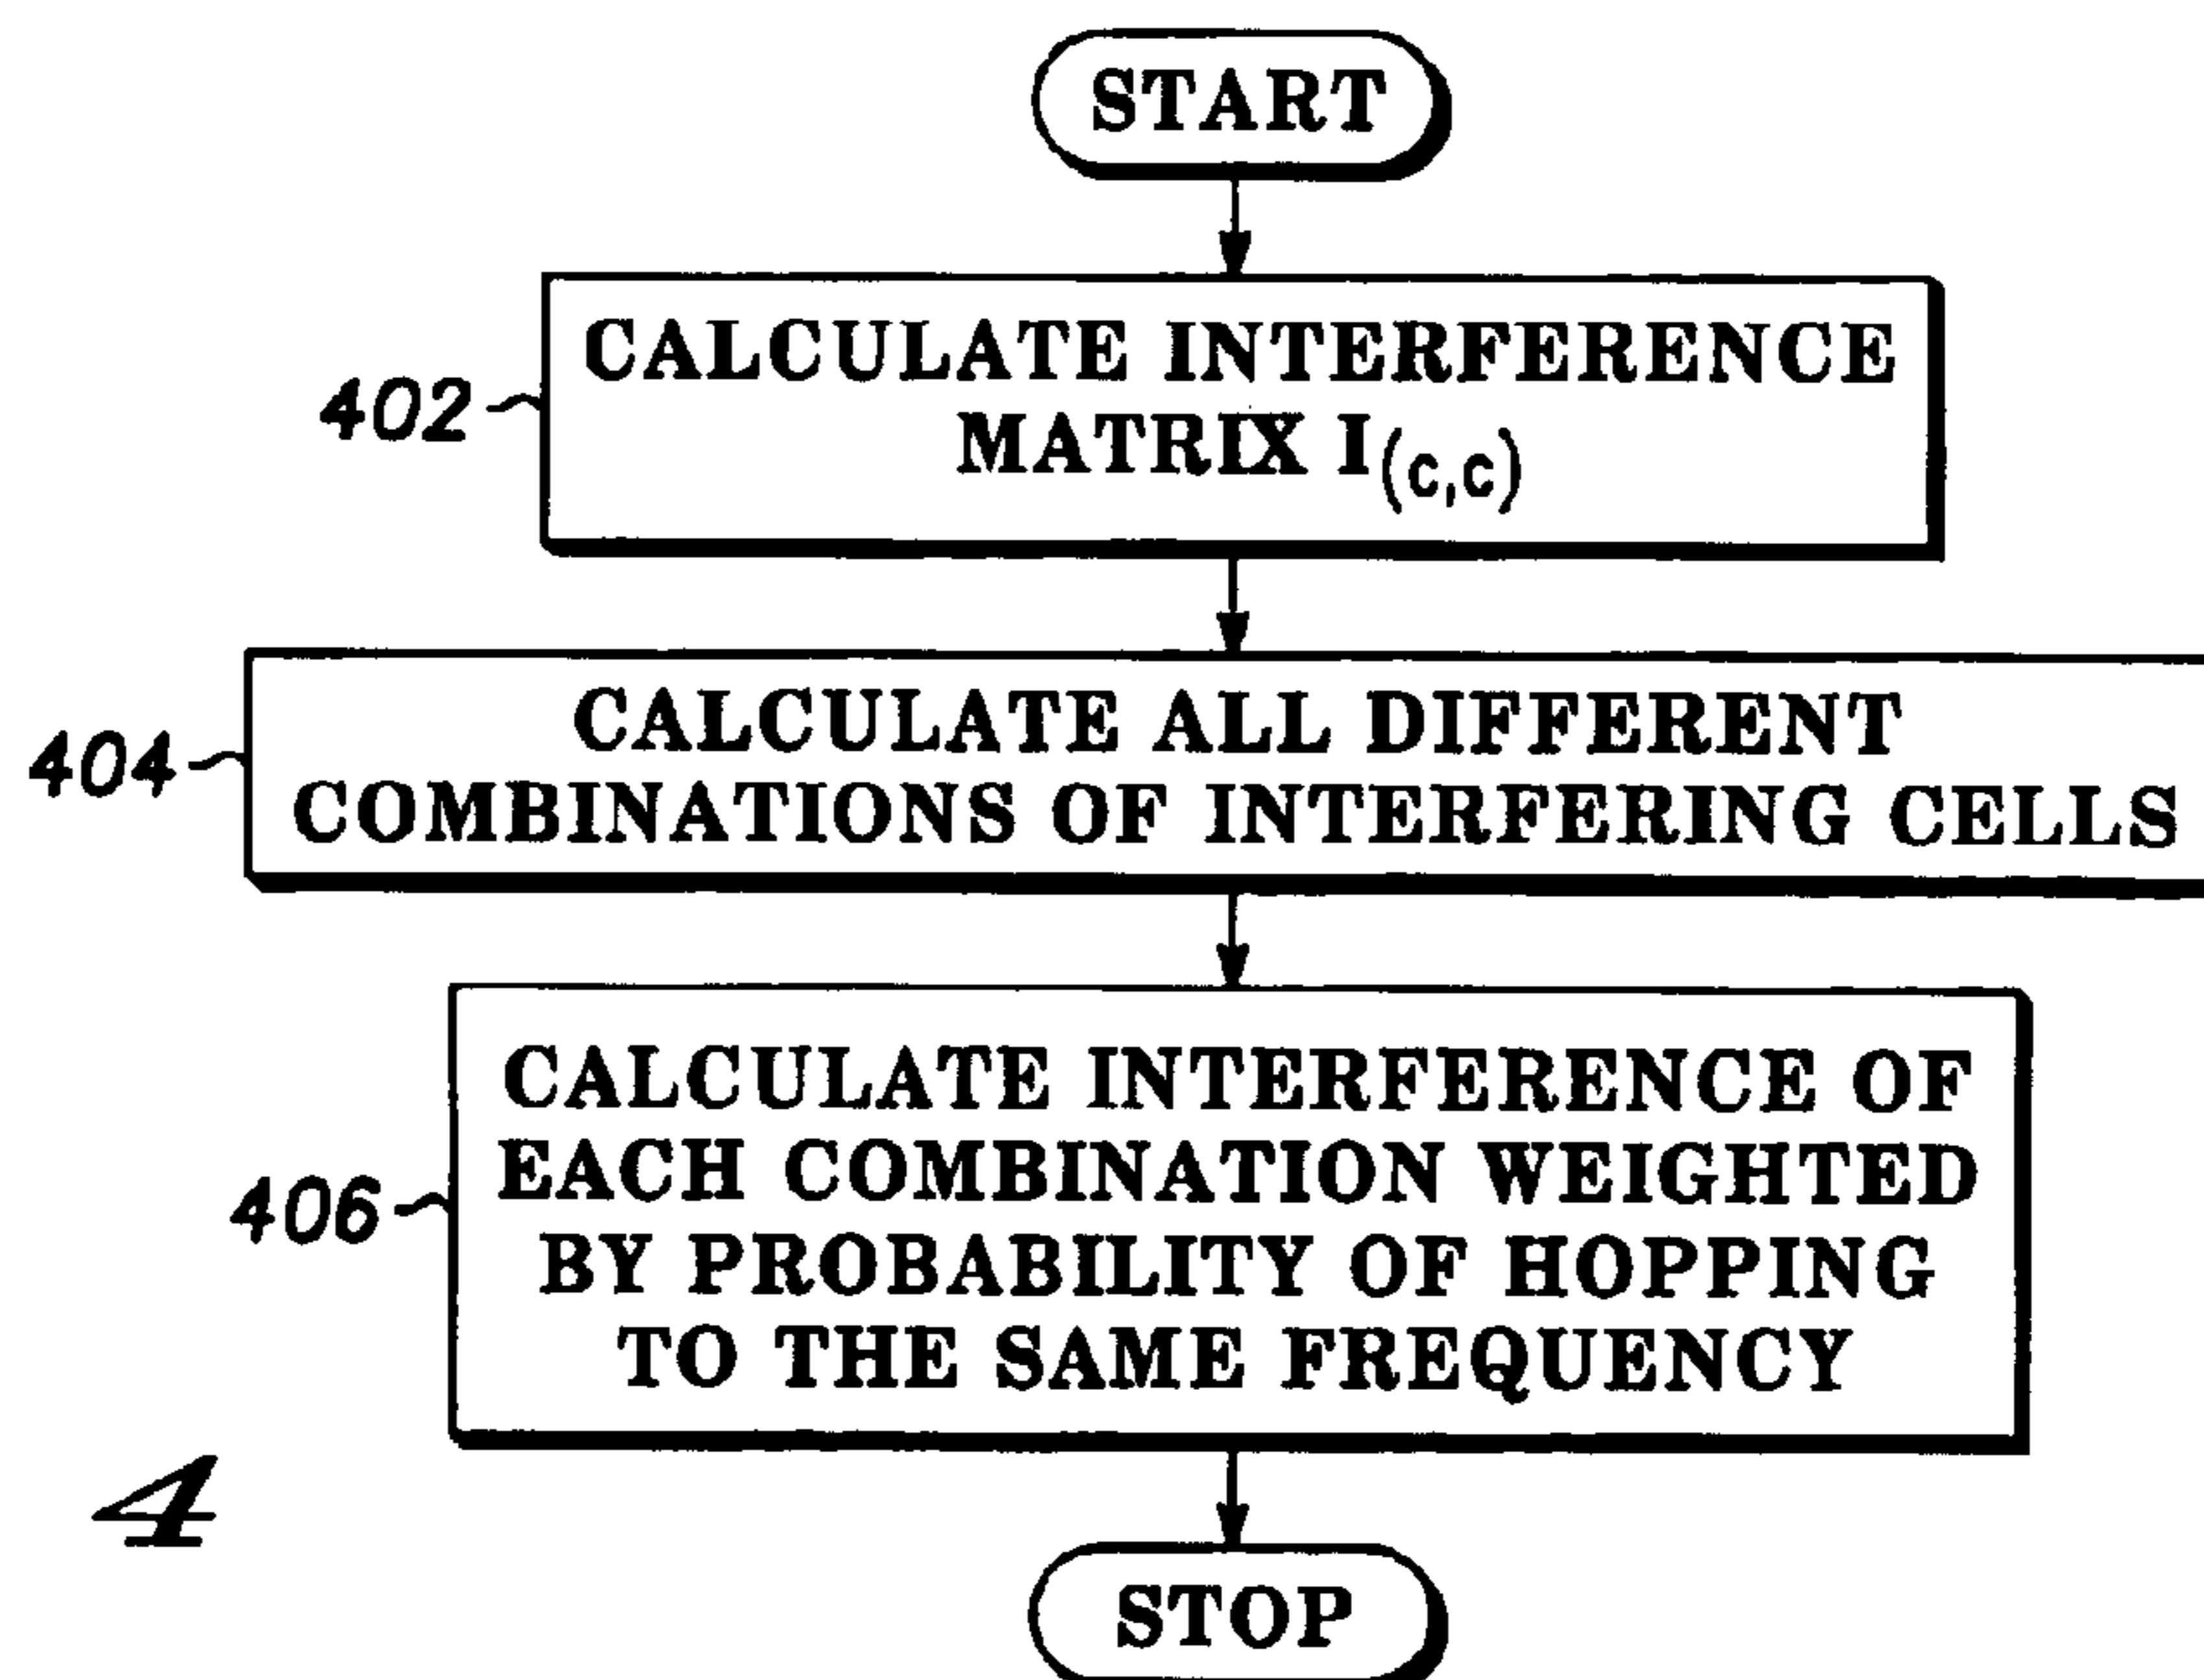 START
CALCULATE INTERFERENCE
MATRIX I(c,c)
402
CALCULATE ALL DIFFERENT
COMBINATIONS OF INTERFERING CELLS
404
CALCULATE INTERFERENCE OF
EACH COMBINATION WEIGHTED
BY PROBABILITY OF HOPPING
TO THE SAME FREQUENCY
406
4
STOP